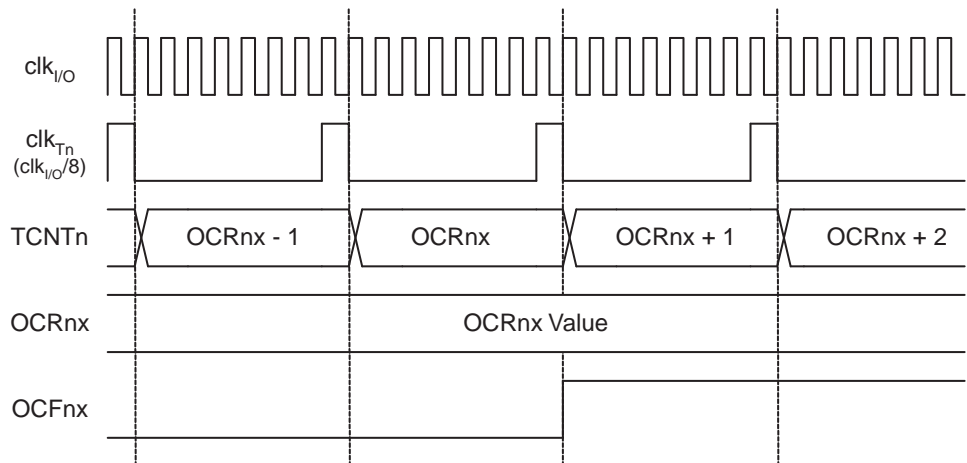 clkI/O
clkTn
(clkI/O/8)
TCNTn OCRnx - 1 OCRnx OCRnx + 1 OCRnx + 2
OCRnx OCRnx Value
OCFnx